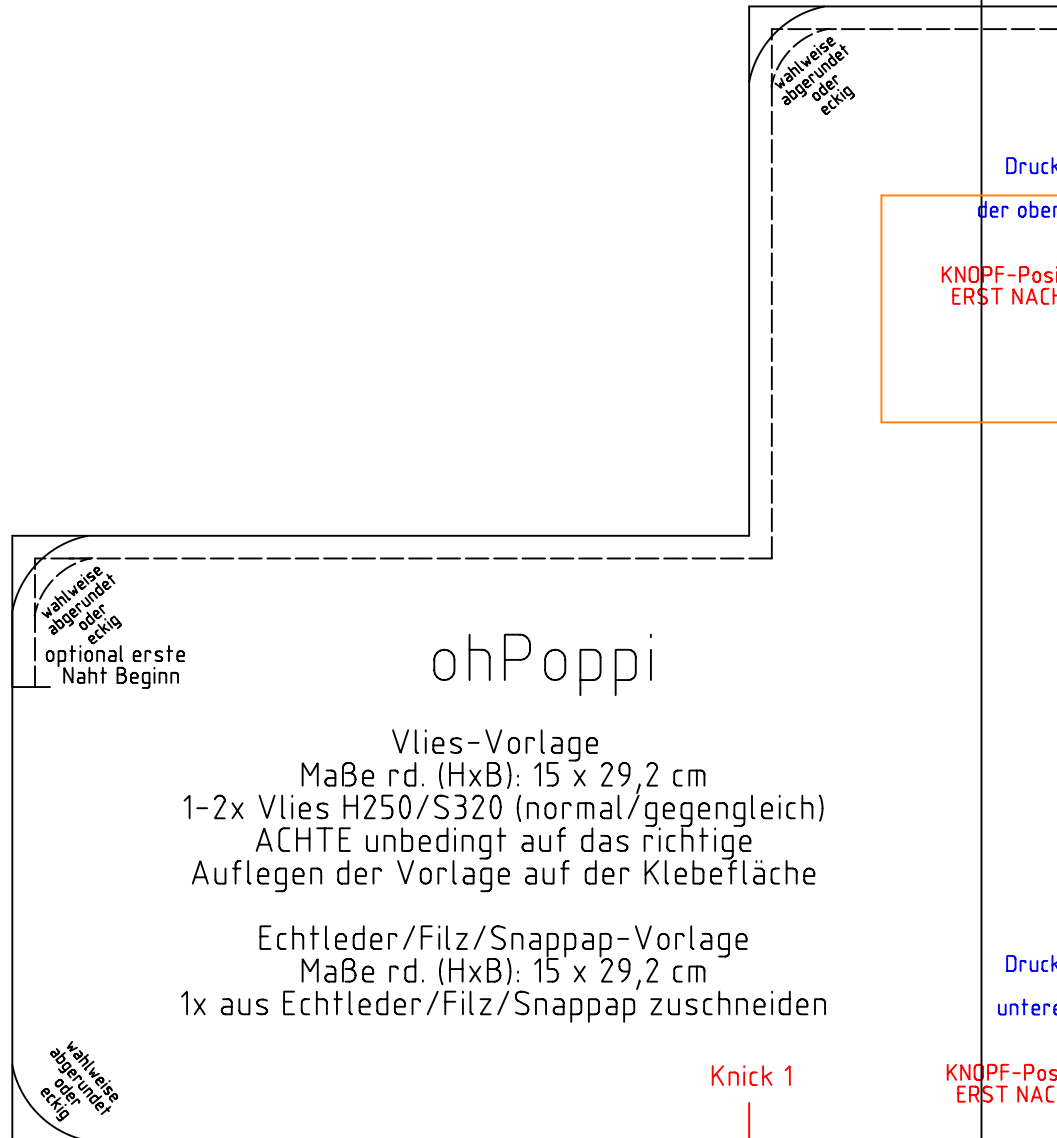 wahlweise
abgerundet
oder
eckig
Druck
der ober
KNOPF-Posi
ERST NACH
wahlweise
abgerundet
oder
eckig
optional erste
Naht Beginn
ohPoppi
Vlies-Vorlage
Maße rd. (HxB): 15 x 29,2 cm
1-2x Vlies H250/S320 (normal/gegengleich)
ACHTE unbedingt auf das richtige
Auflegen der Vorlage auf der Klebefläche
Echtleder/Filz/Snappap-Vorlage
Maße rd. (HxB): 15 x 29,2 cm
1x aus Echtleder/Filz/Snappap zuschneiden
Druck
untere
wahlweise
abgerundet
oder
eckig
Knick 1
KNOPF-Pos
ERST NAC